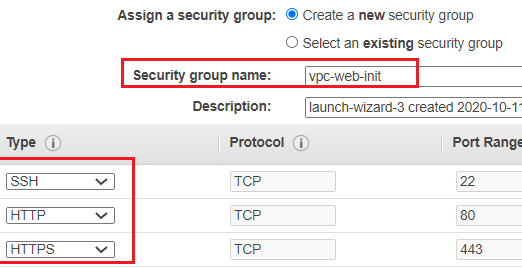 Assign a security group: Create a new security group
Select an existing security group
Security group name: vpc-web-init
Description: launch-wizard-3 created 2020-10-11
Type i Protocol i Port Range
SSH TCP 22
HTTP TCP 80
HTTPS TCP 443